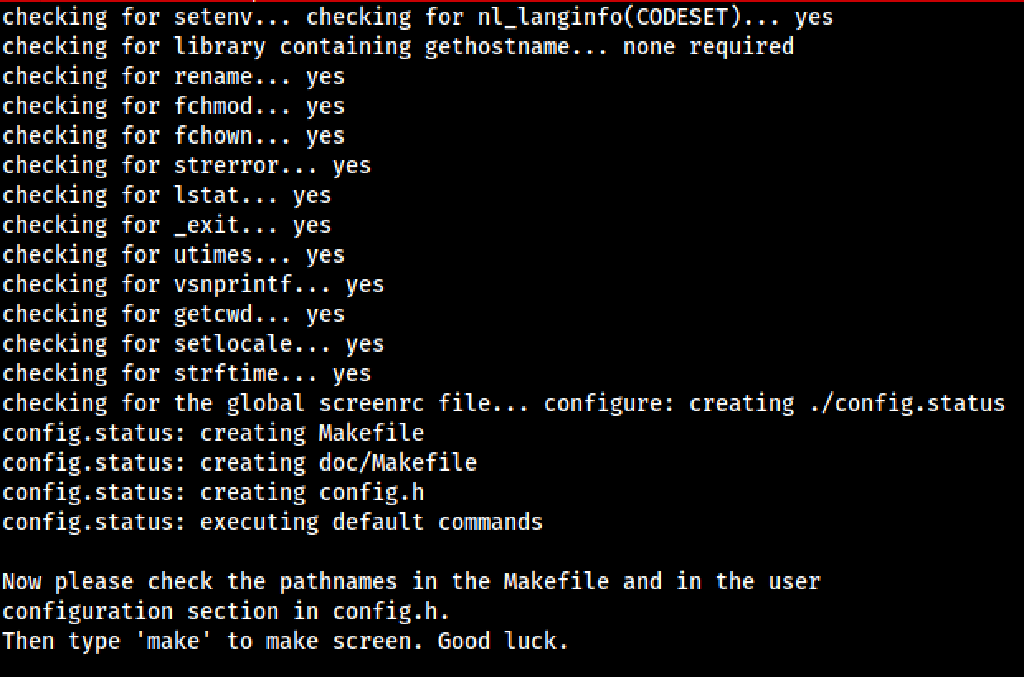 checking for setenv... checking for nl_langinfo(CODESET)... yes
checking for library containing gethostname... none required
checking for rename... yes
checking for fchmod... yes
checking for fchown... yes
checking for strerror... yes
checking for lstat... yes
checking for _exit... yes
checking for utimes... yes
checking for vsnprintf... yes
checking for getcwd... yes
checking for setlocale... yes
checking for strftime... yes
checking for the global screenrc file... configure: creating ./config.status
config.status: creating Makefile
config.status: creating doc/Makefile
config.status: creating config.h
config.status: executing default commands

Now please check the pathnames in the Makefile and in the user
configuration section in config.h.
Then type 'make' to make screen. Good luck.